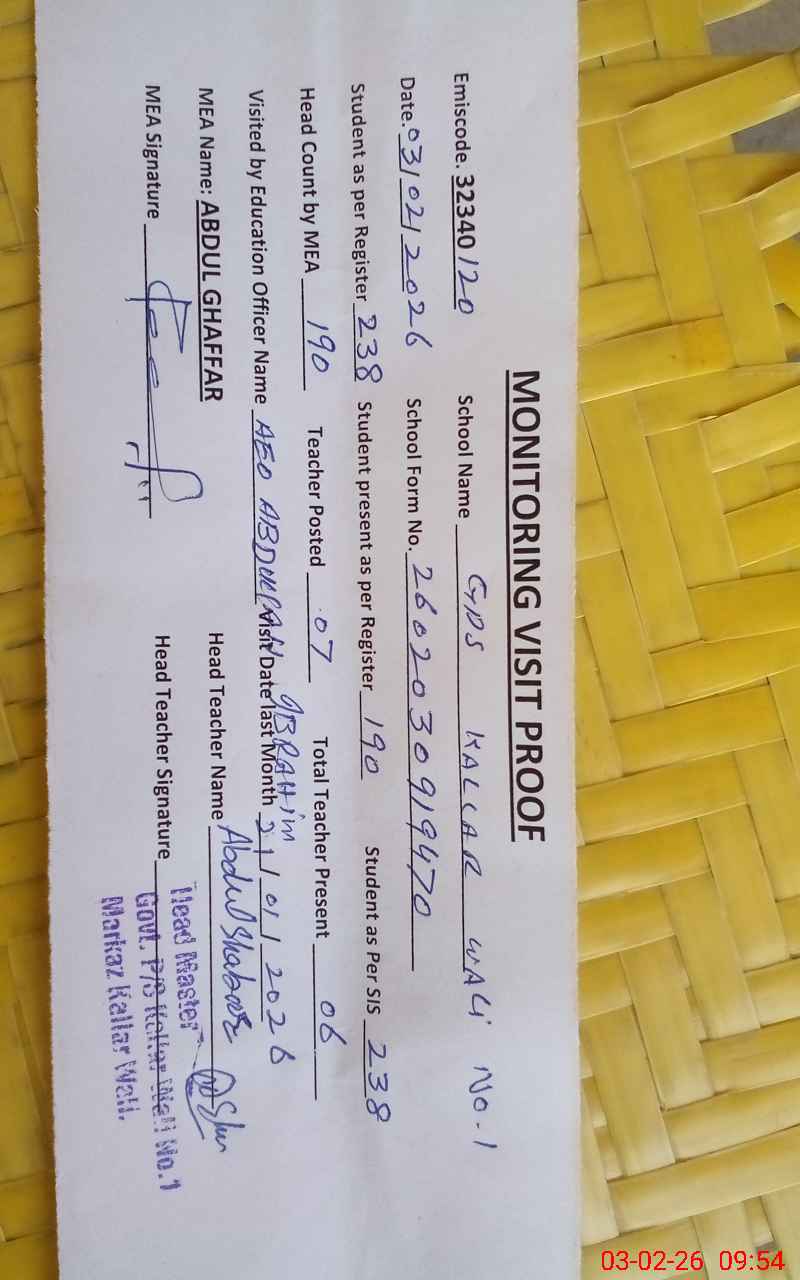 MONITORING VISIT PROOF
Emiscode. 32340120 School Name GPS KALLAR WALI No-1
Date. 03/02/2026 School Form No. 2602030919470
Student as per Register 238 Student present as per Register 190 Student as Per SIS 238
Head Count by MEA 190 Teacher Posted 07 Total Teacher Present 06
Visited by Education Officer Name AEO ABDULLAH IBRAHIM Visit Date last Month 21/01/2026
MEA Name: ABDUL GHAFFAR Head Teacher Name Abdul Shaboor
MEA Signature Head Teacher Signature
Head Master
Govt. P/S Kallar Wali No.1
Markaz Kallar Wali.
03-02-26 09:54